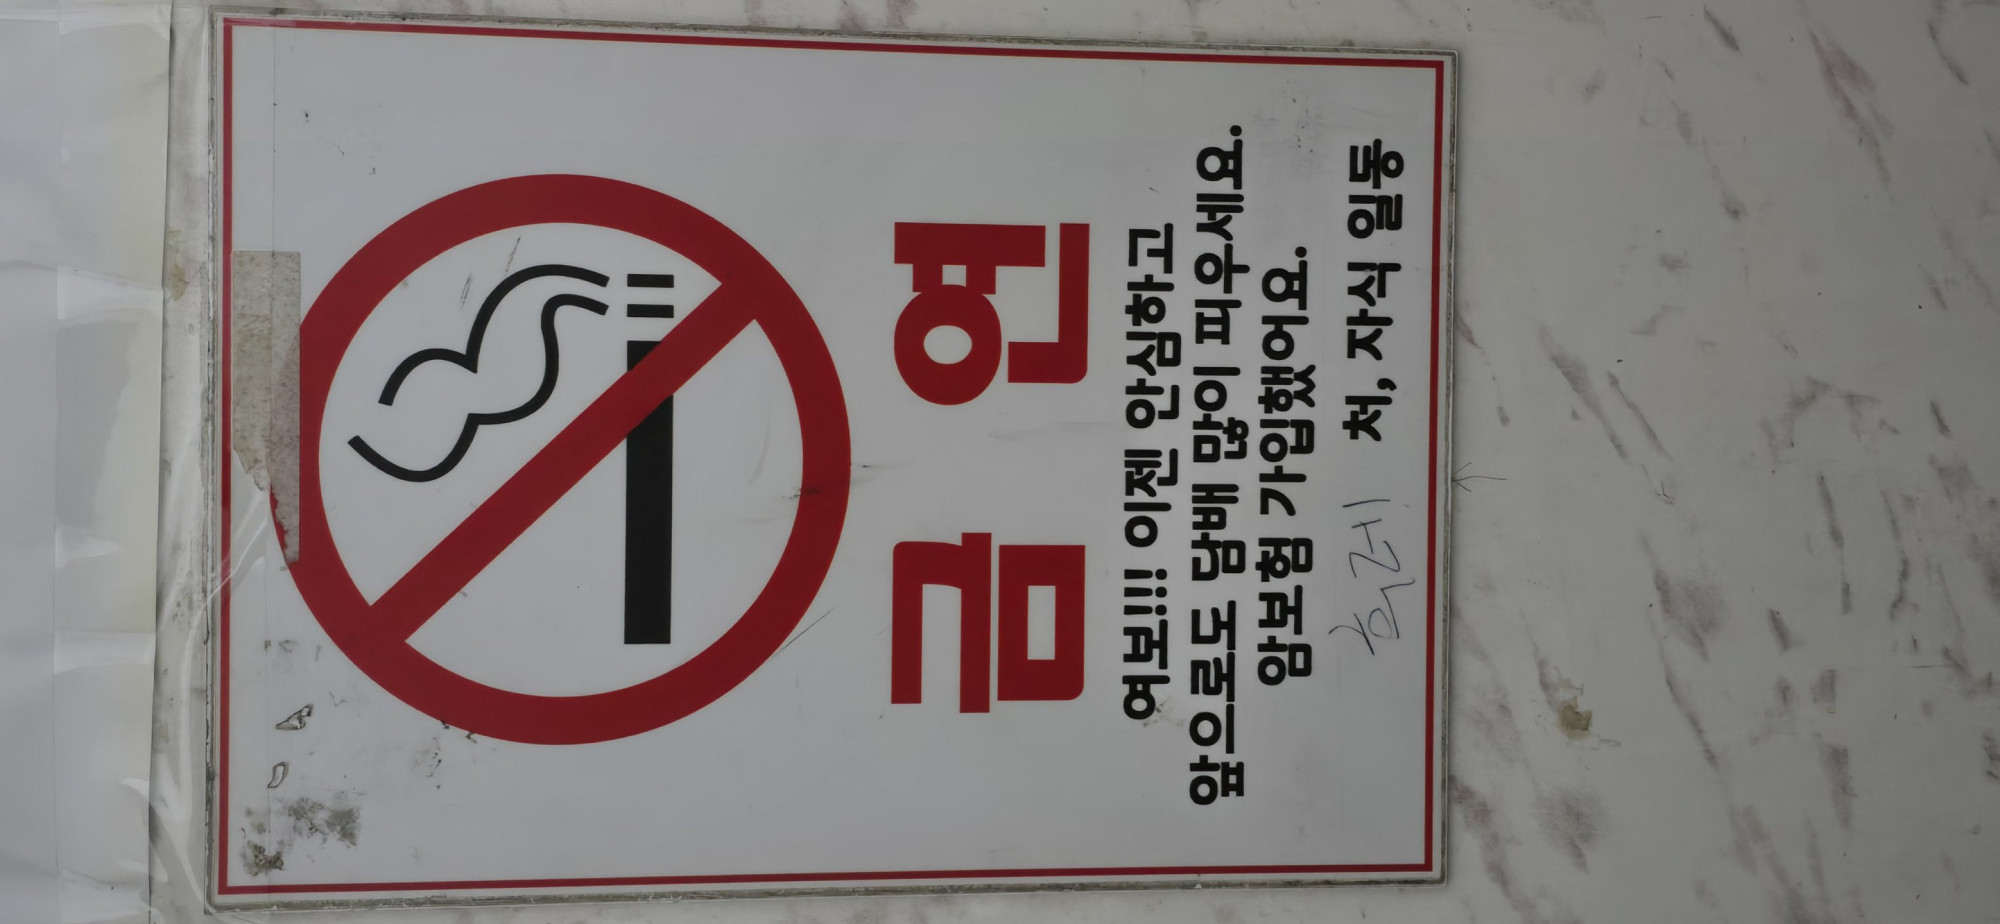 금연
여보!!! 이젠 안심하고
앞으로도 담배 많이 피우세요.
암보험 가입했어요.
처, 자식 일동